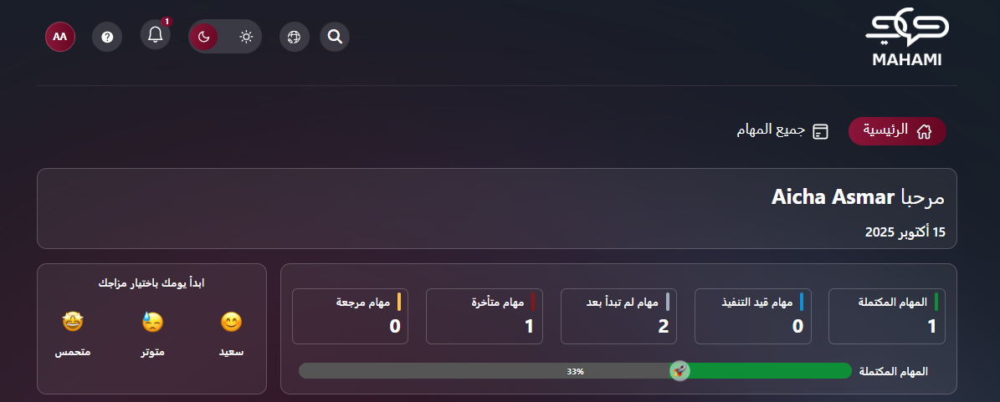 مهامي
MAHAMI
1
AA
الرئيسية
جميع المهام
مرحبا Aicha Asmar
15 أكتوبر 2025
المهام المكتملة
1
مهام قيد التنفيذ
0
مهام لم تبدأ بعد
2
مهام متأخرة
1
مهام مرجعة
0
المهام المكتملة
33%
ابدأ يومك باختيار مزاجك
سعيد
متوتر
متحمس